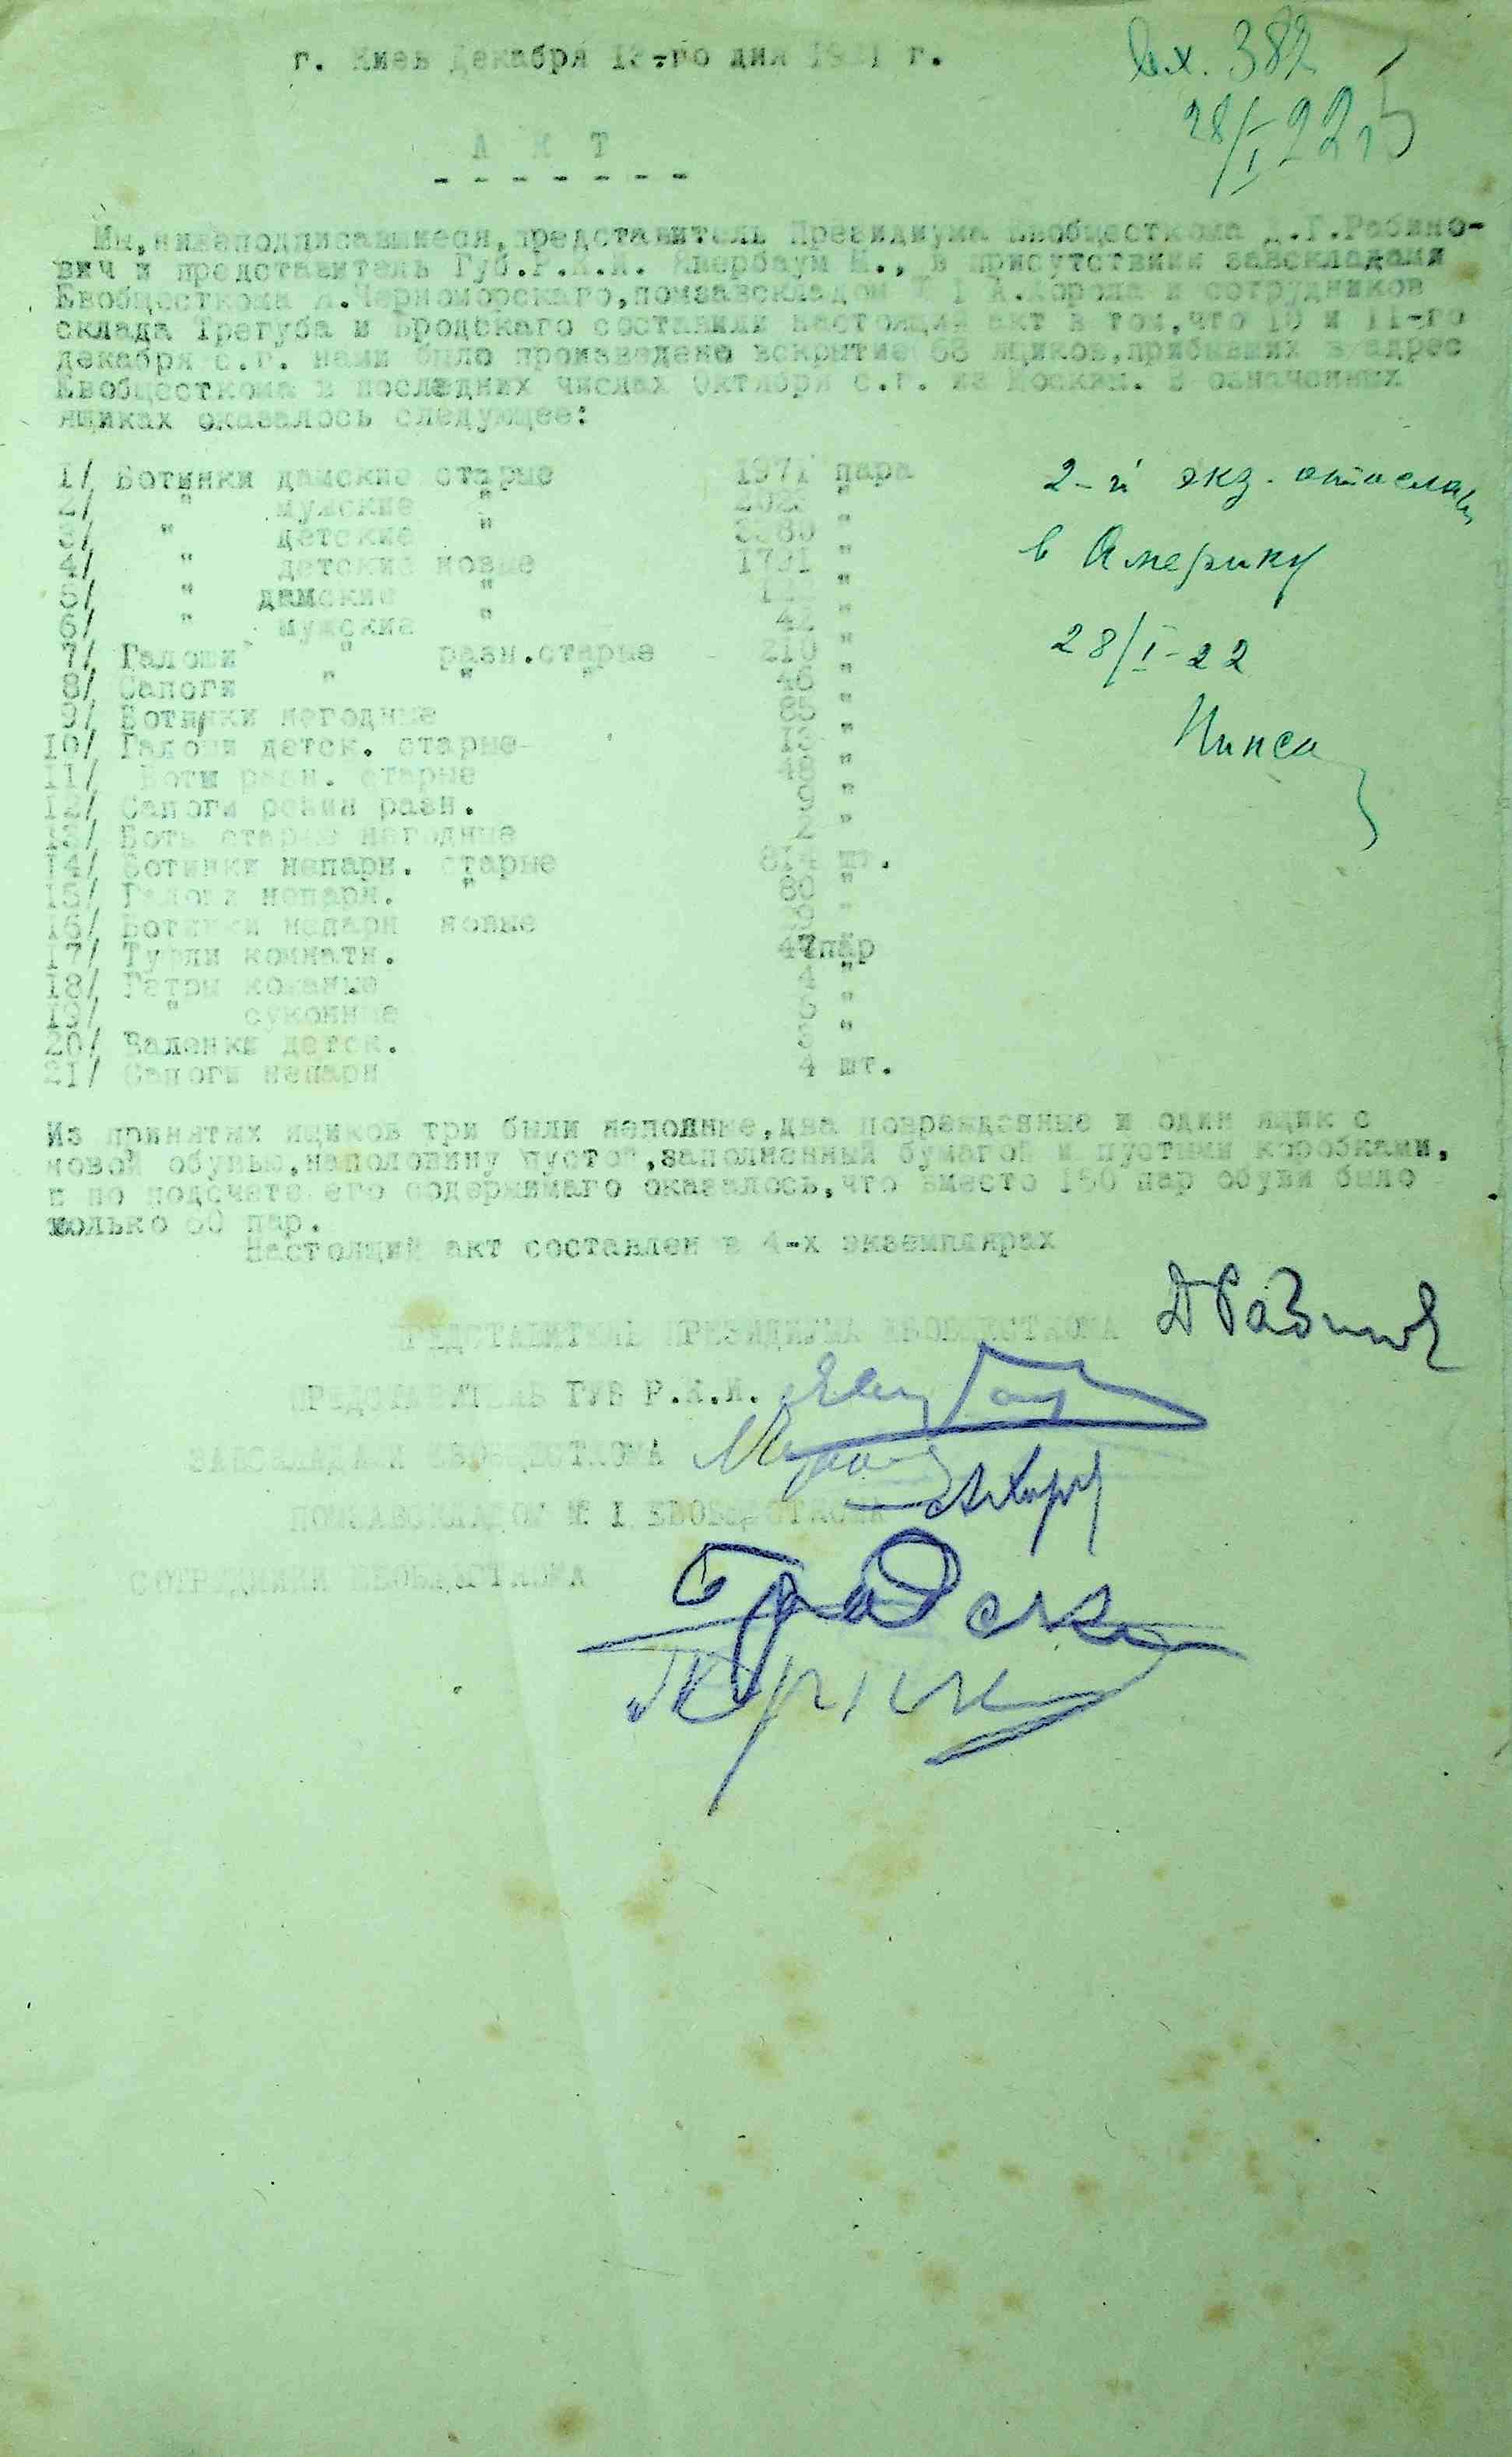 г. Киев Декабря 12-го дня 1921 г.
Вх. 382
28/I-22 г.
А К Т
- - - - - - -
Мы,нижеподписавшиеся,представитель Президиума Евобщесткома Д.Г.Рабино-
вич и представитель Губ.Р.К.И. Явербаум М., в присутствии завскладами
Евобщесткома А.Черноморскаго,помзавскладом № 1 А.Хороза и сотрудников
склада Трегуба и Бродскаго составили настоящий акт в том,что 10 и 11-го
декабря с.г. нами было произведено вскрытие 68 ящиков,прибывших в адрес
Евобщесткома в последних числах Октября с.г. из Москвы. В означенных
ящиках оказалось следующее:
1/ Ботинки дамские старые 1971 пара
2/ " мужские " "
3/ " детские " "
4/ " детские новые 1791 "
5/ " дамские " "
6/ " мужские " 42 "
7/ Галоши " разн.старые - 210 "
8/ Сапоги " " " 46 "
9/ Ботинки негодные 85 "
10/ Галоши детск. старые- 13 "
11/ Боты разн. старые 48 "
12/ Сапоги резин разн. 9 "
13/ Боты старые негодные 2 "
14/ Ботинки непарн. старые 814 шт.
15/ Галоши непарн. " 80 "
16/ Ботинки непарн новые "
17/ Туфли комнатн. 47пар
18/ Гетры кожаные 4 "
19/ " суконные "
20/ Валенки детск. "
21/ Сапоги непарн 4 шт.
2-й экз. отослан
в Америку
28/I-22
Из принятых ящиков три были неполные,два поврежденные и один ящик с
новой обувью,наполовину пустой,заполненный бумагой и пустыми коробками,
и по подсчете его содержимаго оказалось,что вместо 150 пар обуви было
только 60 пар.
Настоящий акт составлен в 4-х экземплярах
ПРЕДСТАВИТЕЛЬ ПРЕЗИДИУМА ЕВОБЩЕСТКОМА ДРабинов
ПРЕДСТАВИТЕЛЬ ГУБ Р.К.И.
ЗАВСКЛАДАМИ ЕВОБЩЕСТКОМА
ПОМЗАВСКЛАДОМ № 1 ЕВОБЩЕСТКОМА
СОТРУДНИКИ ЕВОБЩЕСТКОМА Бродски